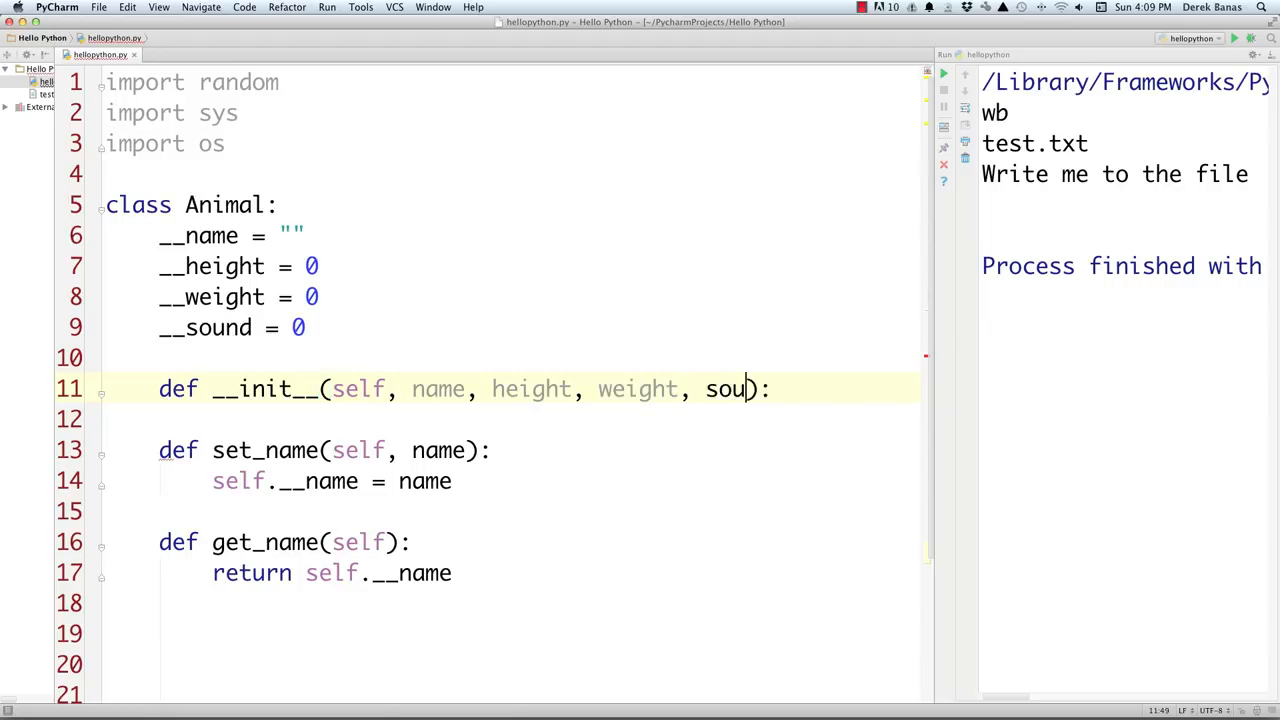 PyCharm File Edit View Navigate Code Refactor Run Tools VCS Window Help 10 Sun 4:09 PM Derek Banas
hellopython.py - [~/PycharmProjects/Hello Python]
Hello Python hellopython.py hellopython
hellopython.py Run hellopython
Hello P
hell
test
Extern
1 import random
2 import sys
3 import os
4
5 class Animal:
6 __name = ""
7 __height = 0
8 __weight = 0
9 __sound = 0
10
11 def __init__(self, name, height, weight, sou):
12
13 def set_name(self, name):
14 self.__name = name
15
16 def get_name(self):
17 return self.__name
18
19
20
21
/Library/Frameworks/Py
wb
test.txt
Write me to the file
Process finished with
11:49 LF UTF-8